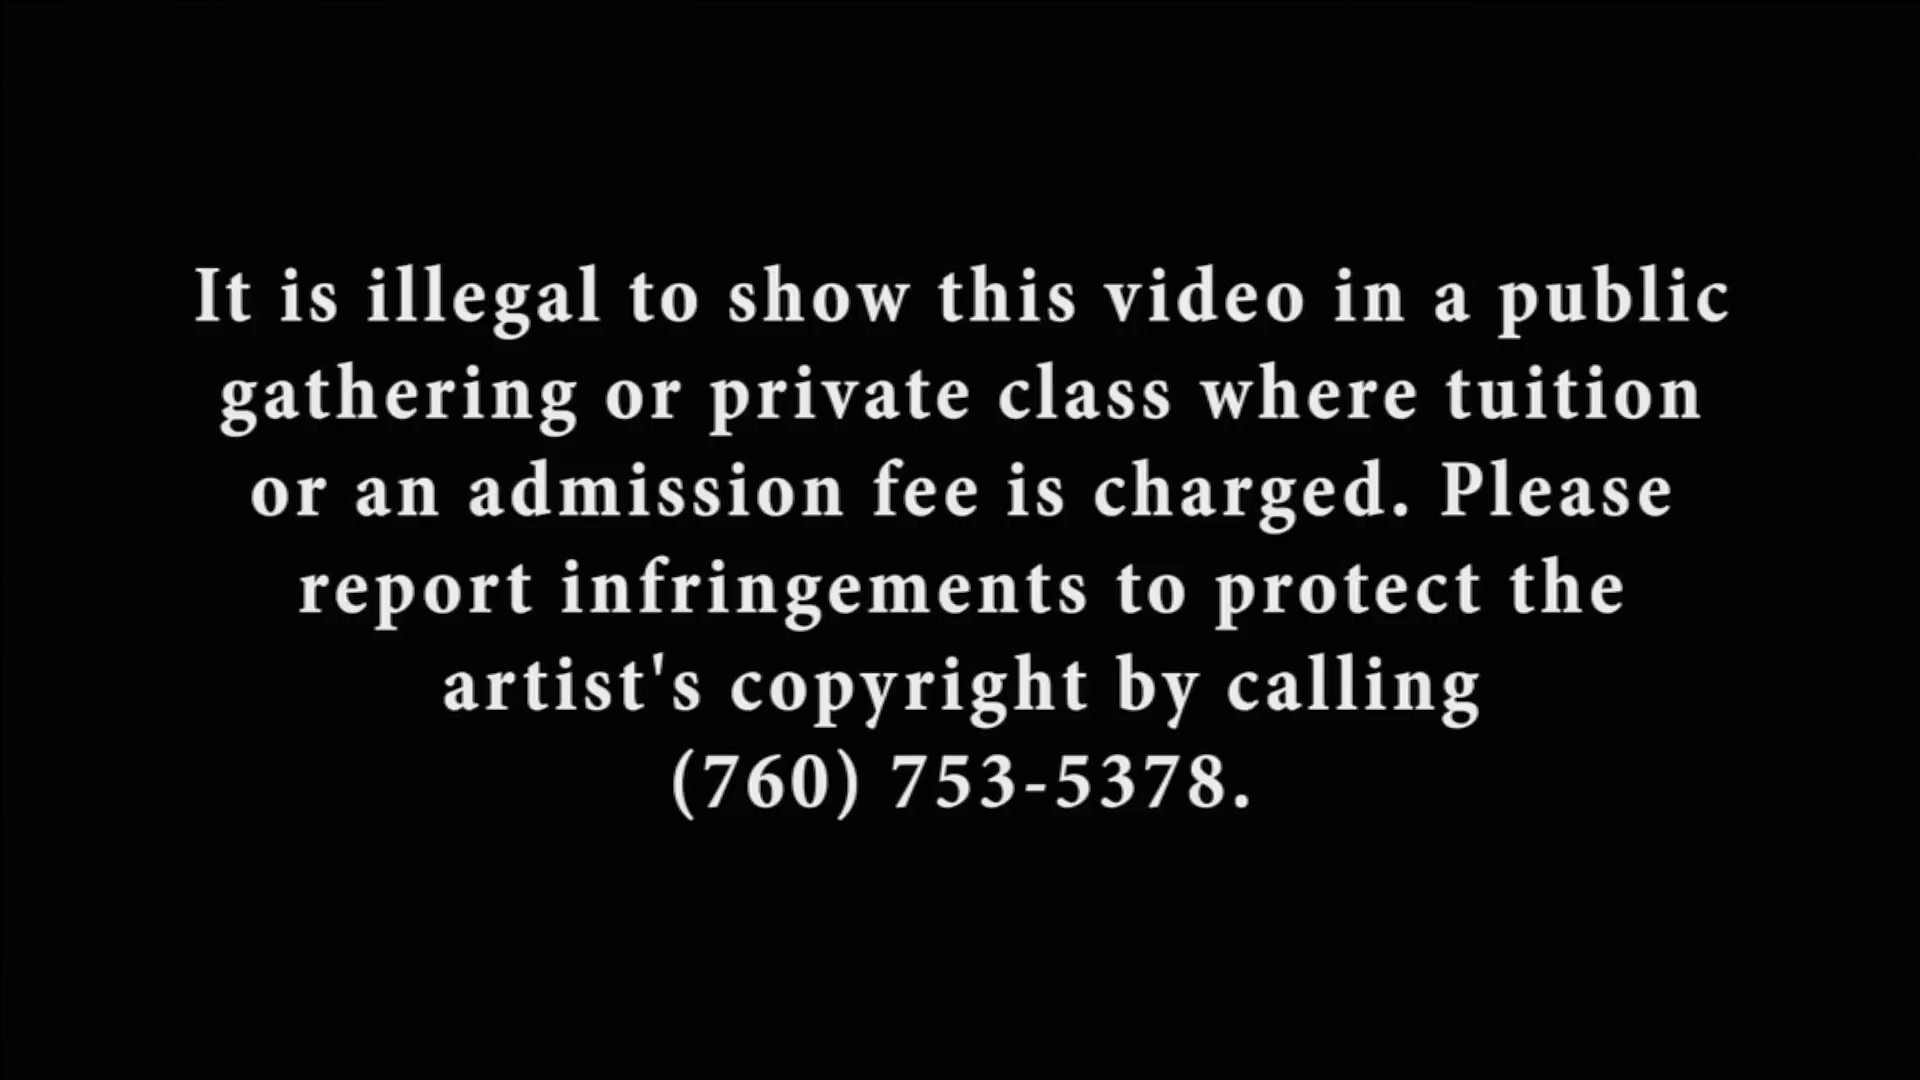 It is illegal to show this video in a public
gathering or private class where tuition
or an admission fee is charged. Please
report infringements to protect the
artist's copyright by calling
(760) 753-5378.